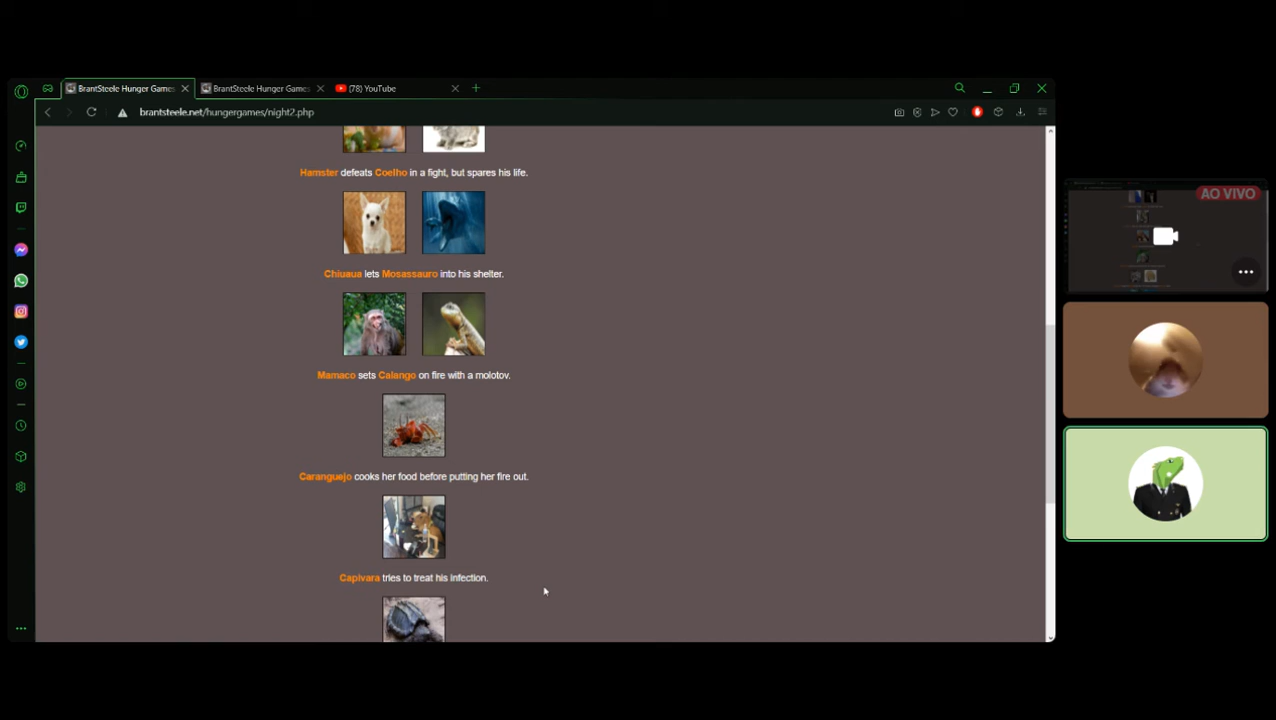 BrantSteele Hunger Games
BrantSteele Hunger Games
(78) YouTube
brantsteele.net/hungergames/night2.php
Hamster defeats Coelho in a fight, but spares his life.
Chiuaua lets Mosassauro into his shelter.
Mamaco sets Calango on fire with a molotov.
Caranguejo cooks her food before putting her fire out.
Capivara tries to treat his infection.
AO VIVO